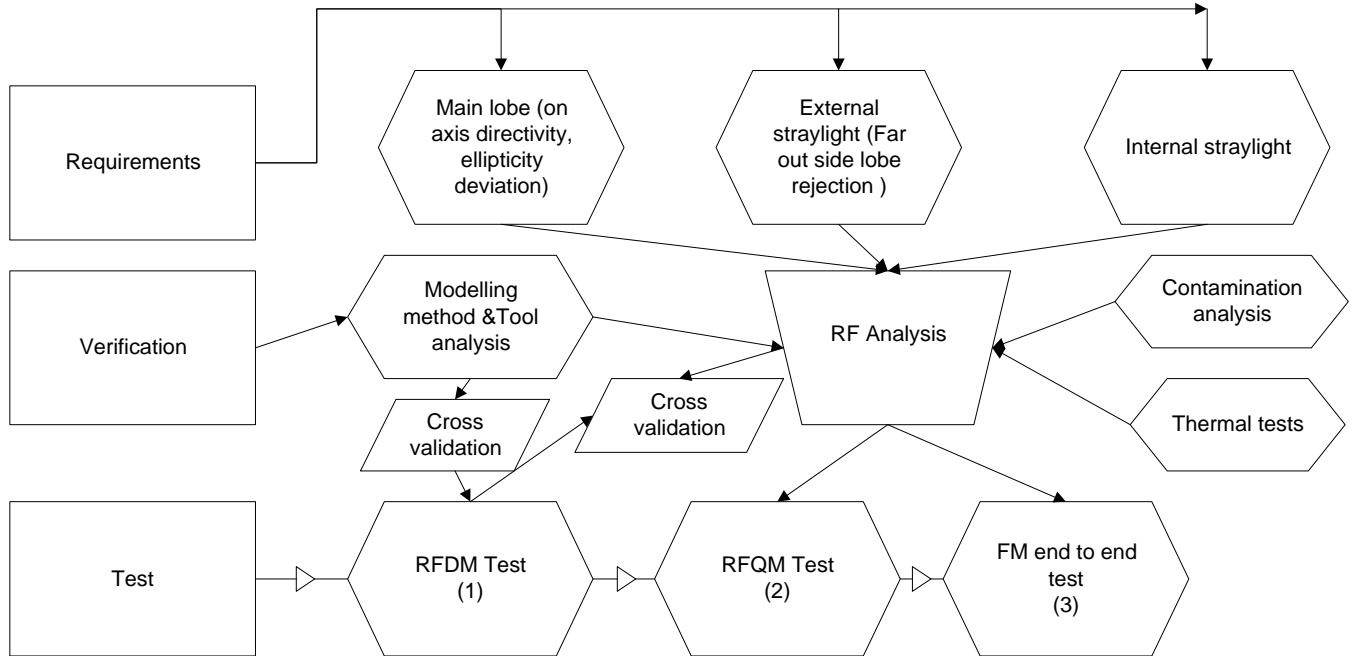 Requirements
Main lobe (on
axis directivity,
ellipticity
deviation)
External
straylight (Far
out side lobe
rejection )
Internal straylight
Verification
Modelling
method &Tool
analysis
RF Analysis
Contamination
analysis
Cross
validation
Cross
validation
Thermal tests
Test
RFDM Test
(1)
RFQM Test
(2)
FM end to end
test
(3)